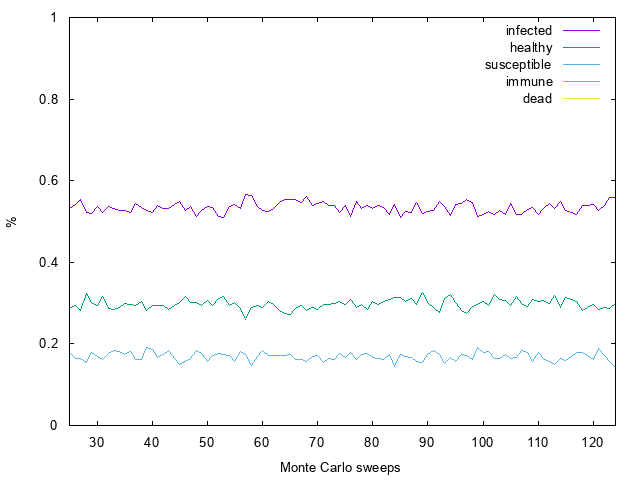 1
0.8
0.6
0.4
0.2
0
%
infected
healthy
susceptible
immune
dead
30 40 50 60 70 80 90 100 110 120
Monte Carlo sweeps